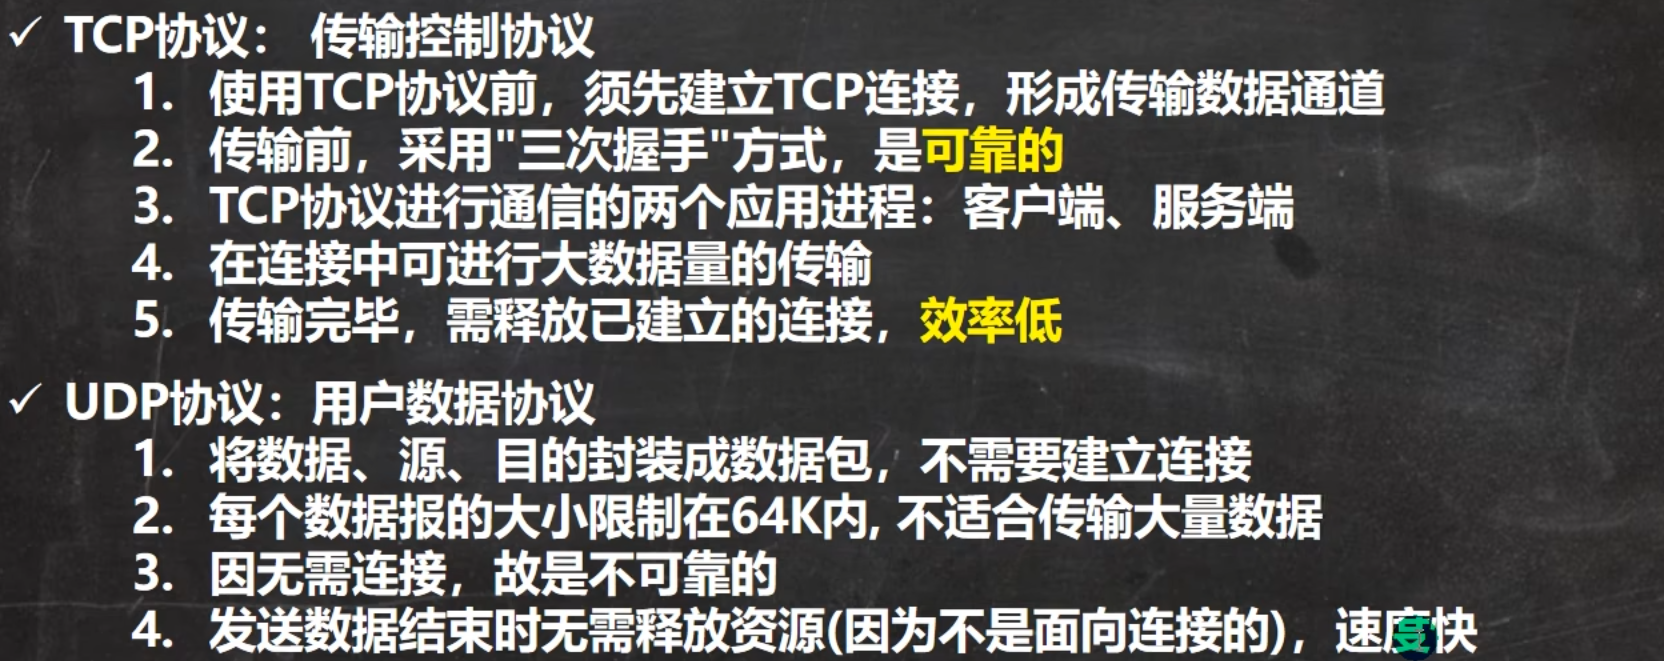 ✓ TCP协议： 传输控制协议
1. 使用TCP协议前，须先建立TCP连接，形成传输数据通道
2. 传输前，采用"三次握手"方式，是可靠的
3. TCP协议进行通信的两个应用进程：客户端、服务端
4. 在连接中可进行大数据量的传输
5. 传输完毕，需释放已建立的连接，效率低
✓ UDP协议：用户数据协议
1. 将数据、源、目的封装成数据包，不需要建立连接
2. 每个数据报的大小限制在64K内, 不适合传输大量数据
3. 因无需连接，故是不可靠的
4. 发送数据结束时无需释放资源(因为不是面向连接的)，速度快